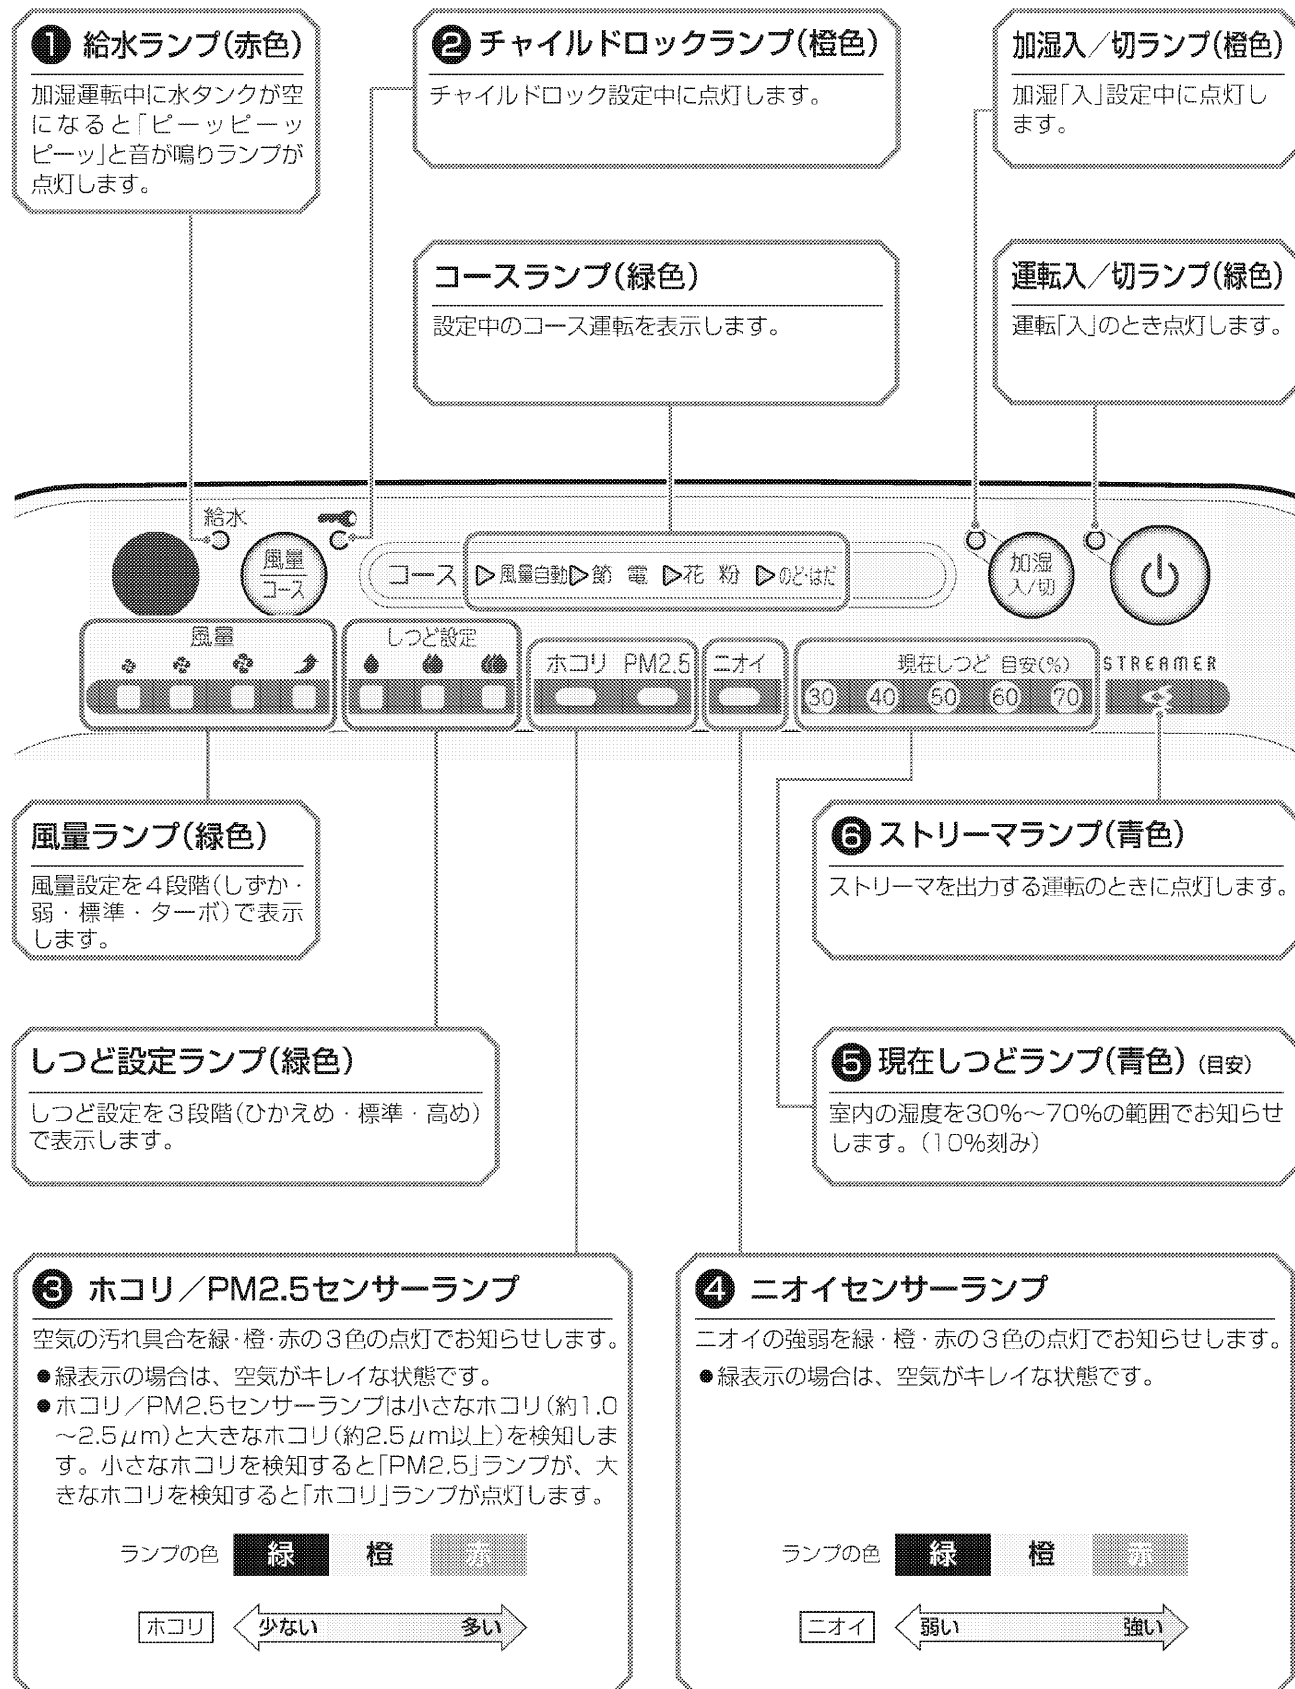 ❶ 給水ランプ(赤色)
加湿運転中に水タンクが空
になると「ピーッピーッ
ピーッ」と音が鳴りランプが
点灯します。
❷ チャイルドロックランプ(橙色)
チャイルドロック設定中に点灯します。
加湿入／切ランプ(橙色)
加湿「入」設定中に点灯し
ます。
コースランプ(緑色)
設定中のコース運転を表示します。
運転入／切ランプ(緑色)
運転「入」のとき点灯します。
給水
風量
コース
コース ▷風量自動▷節 電 ▷花 粉 ▷のど・はだ
加湿
入/切
風量
しつど設定
ホコリ PM2.5
ニオイ
現在しつど 目安(%)
30 40 50 60 70
STREAMER
風量ランプ(緑色)
風量設定を4段階(しずか・
弱・標準・ターボ)で表示
します。
❻ ストリーマランプ(青色)
ストリーマを出力する運転のときに点灯します。
しつど設定ランプ(緑色)
しつど設定を3段階(ひかえめ・標準・高め)
で表示します。
❺ 現在しつどランプ(青色) (目安)
室内の湿度を30%～70%の範囲でお知らせ
します。(10%刻み)
❸ ホコリ／PM2.5センサーランプ
空気の汚れ具合を緑・橙・赤の3色の点灯でお知らせします。
●緑表示の場合は、空気がキレイな状態です。
●ホコリ／PM2.5センサーランプは小さなホコリ(約1.0
～2.5μm)と大きなホコリ(約2.5μm以上)を検知しま
す。小さなホコリを検知すると「PM2.5」ランプが、大
きなホコリを検知すると「ホコリ」ランプが点灯します。
ランプの色 緑 橙 赤
ホコリ 少ない 多い
❹ ニオイセンサーランプ
ニオイの強弱を緑・橙・赤の3色の点灯でお知らせします。
●緑表示の場合は、空気がキレイな状態です。
ランプの色 緑 橙 赤
ニオイ 弱い 強い